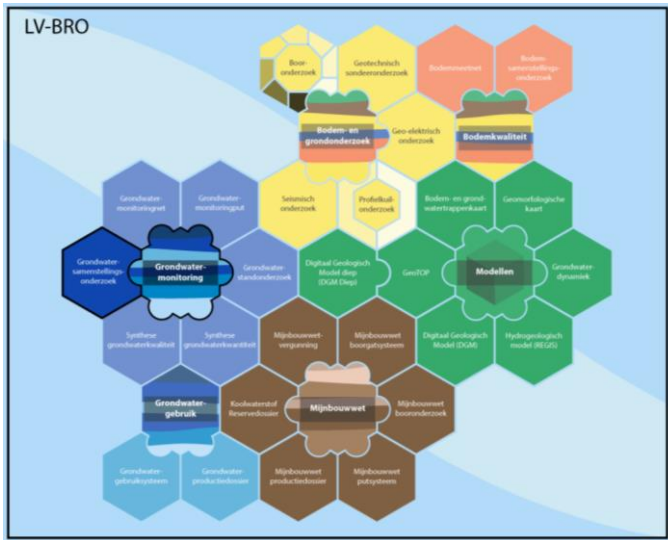 LV-BRO
Boor-
onderzoek
Geotechnisch
sondeeronderzoek
Bodemmeetnet
Bodem-
samenstellings-
onderzoek
Bodem- en
grondonderzoek
Geo-elektrisch
onderzoek
Bodemkwaliteit
Grondwater-
monitoringnet
Grondwater-
monitoringput
Seismisch
onderzoek
Profielkuil-
onderzoek
Bodem- en grond-
watertrappenkaart
Geomorfologische
kaart
Grondwater-
samenstellings-
onderzoek
Grondwater-
monitoring
Grondwater-
standonderzoek
Digitaal Geologisch
Model diep
(DGM Diep)
GeoTOP
Modellen
Grondwater-
dynamiek
Synthese
grondwaterkwaliteit
Synthese
grondwaterkwantiteit
Mijnbouwwet-
vergunning
Mijnbouwwet
boorgatsysteem
Digitaal Geologisch
Model (DGM)
Hydrogeologisch
model (REGIS)
Grondwater-
gebruik
Koolwaterstof
Reservedossier
Mijnbouwwet
Mijnbouwwet
booronderzoek
Grondwater-
gebruiksysteem
Grondwater-
productiedossier
Mijnbouwwet
productiedossier
Mijnbouwwet
putsysteem